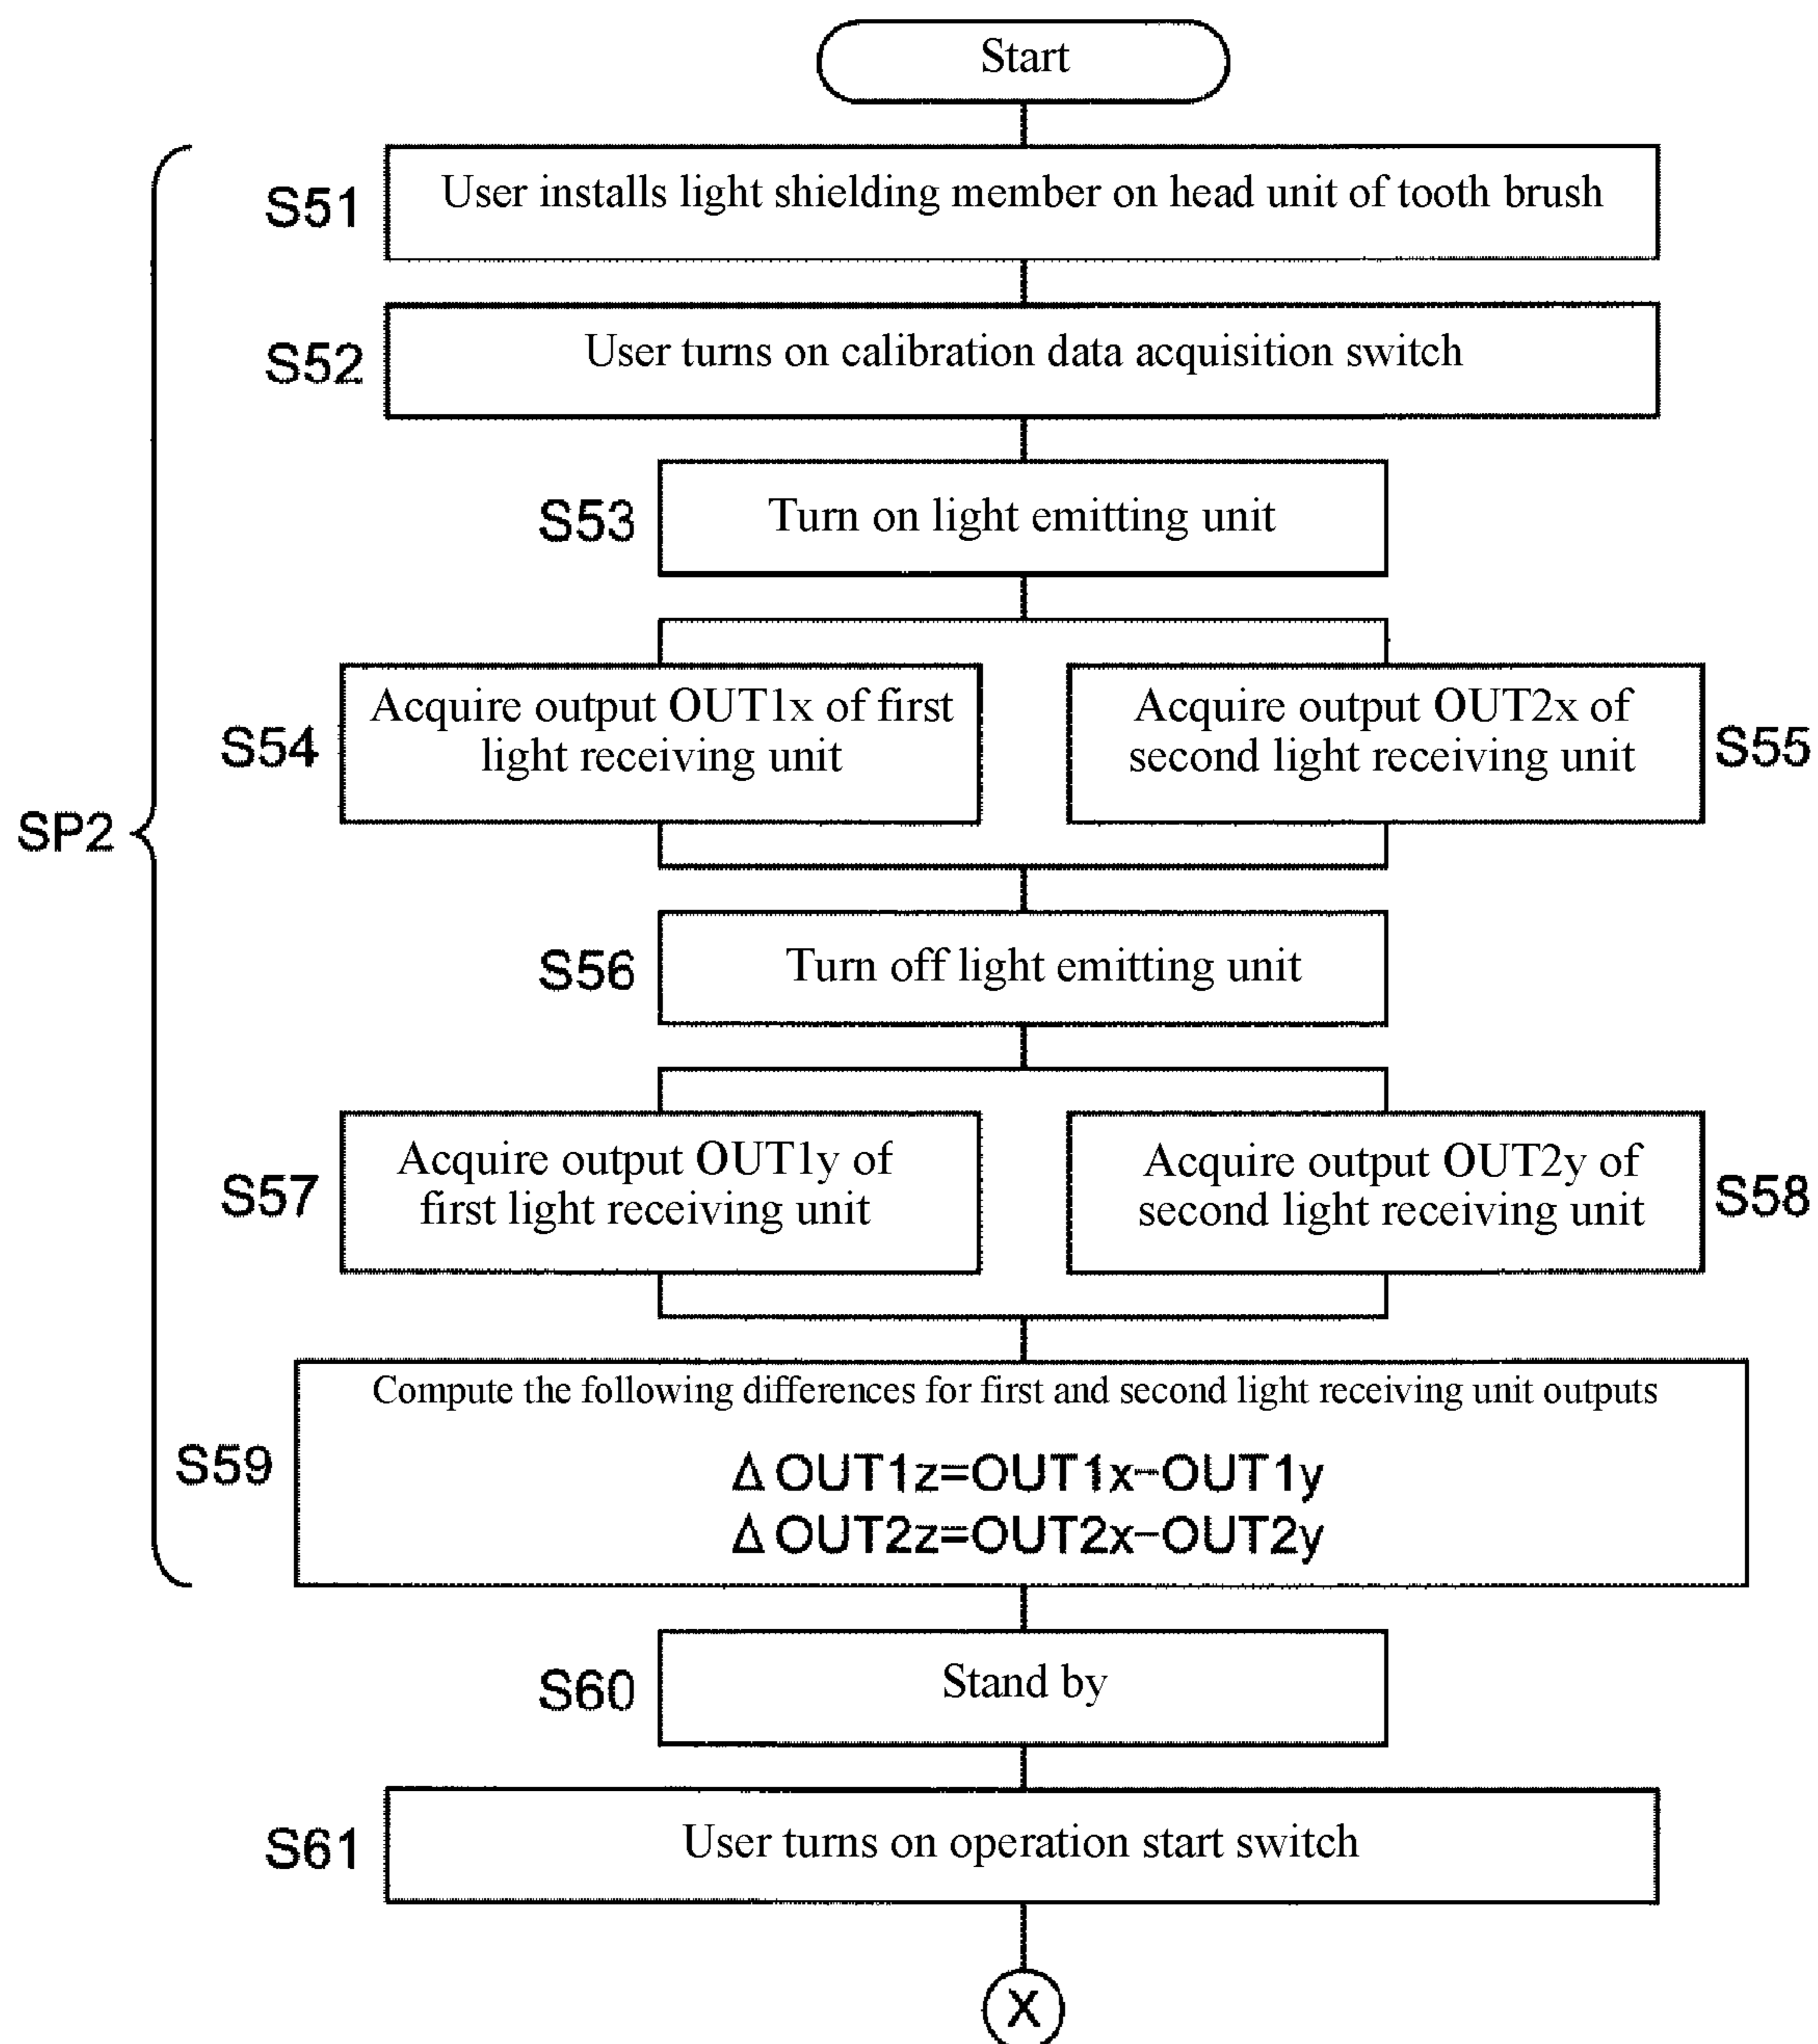 Start
S51
User installs light shielding member on head unit of tooth brush
S52
User turns on calibration data acquisition switch
S53
Turn on light emitting unit
S54
Acquire output OUT1x of first
light receiving unit
Acquire output OUT2x of
second light receiving unit
S55
SP2
S56
Turn off light emitting unit
S57
Acquire output OUT1y of
first light receiving unit
Acquire output OUT2y of
second light receiving unit
S58
S59
Compute the following differences for first and second light receiving unit outputs
Δ OUT1z=OUT1x-OUT1y
Δ OUT2z=OUT2x-OUT2y
S60
Stand by
S61
User turns on operation start switch
X